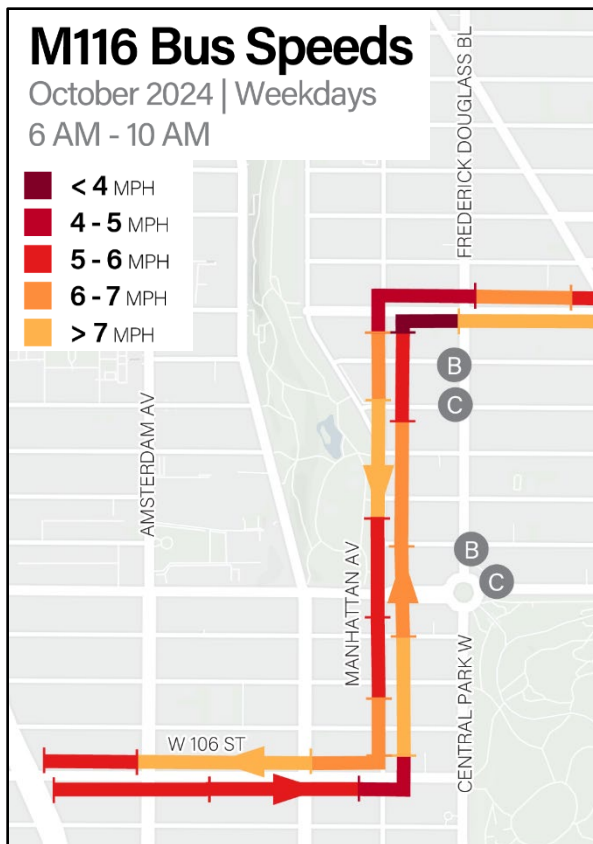 M116 Bus Speeds
October 2024 | Weekdays
6 AM - 10 AM
< 4 MPH
4 - 5 MPH
5 - 6 MPH
6 - 7 MPH
> 7 MPH
FREDERICK DOUGLASS BL
B
C
AMSTERDAM AV
B
C
MANHATTAN AV
CENTRAL PARK W
W 106 ST